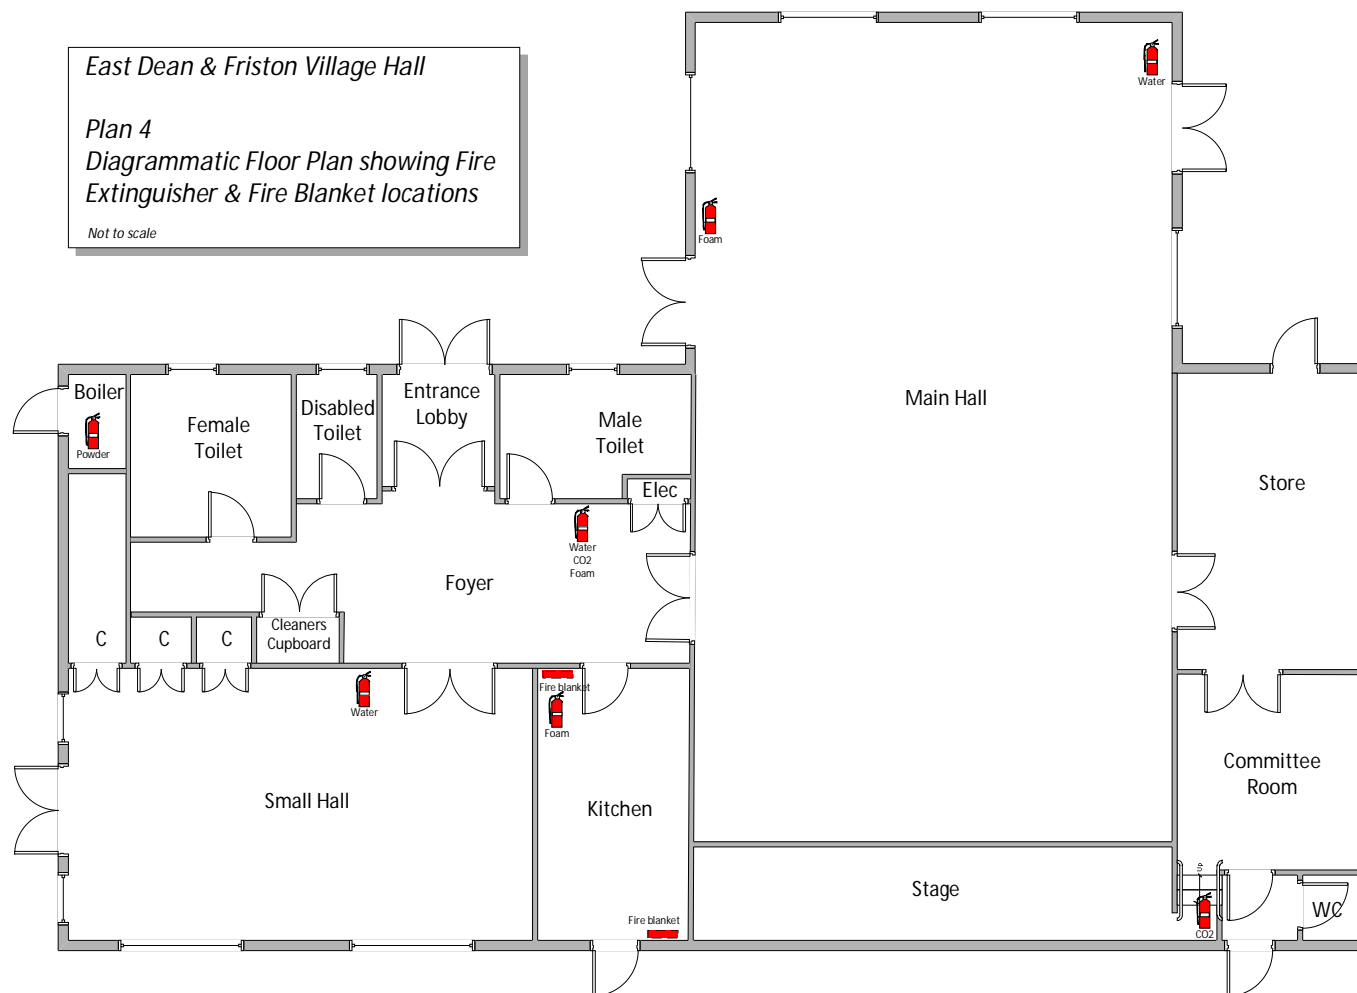 East Dean & Friston Village Hall
Plan 4
Diagrammatic Floor Plan showing Fire
Extinguisher & Fire Blanket locations
Not to scale
Water
Foam
Main Hall
Boiler
Powder
Female
Toilet
Disabled
Toilet
Entrance
Lobby
Male
Toilet
Elec
Store
Water
CO2
Foam
Foyer
C
C
C
Cleaners
Cupboard
Fire blanket
Foam
Water
Small Hall
Kitchen
Committee
Room
Stage
Up
CO2
WC
Fire blanket